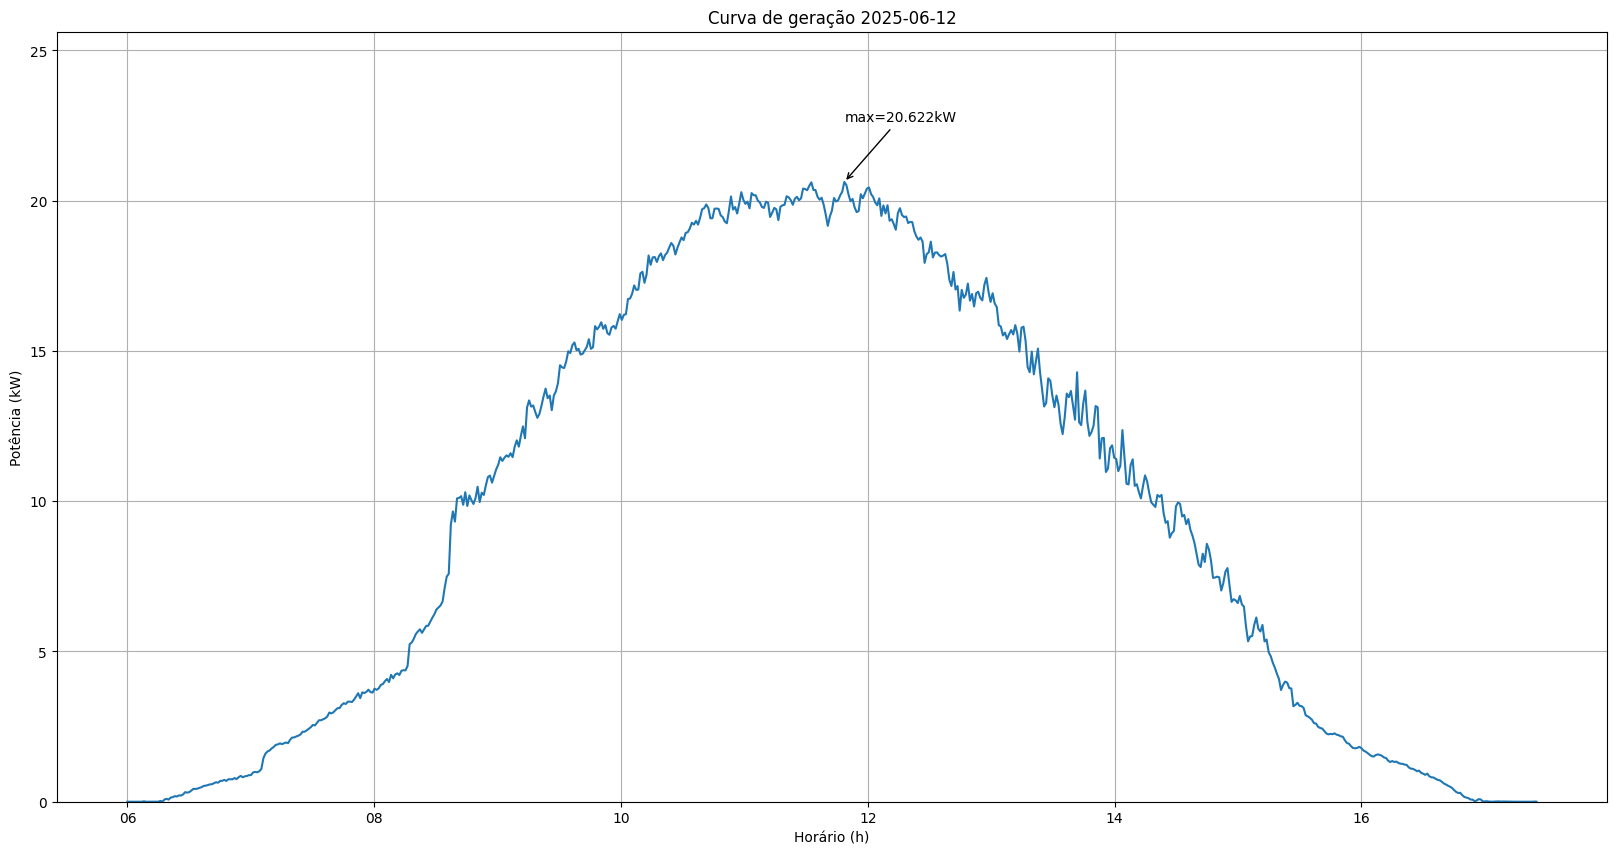 Curva de geração 2025-06-12
25
max=20.622kW
20
15
Potência (kW)
10
5
0
06 08 10 12 14 16
Horário (h)